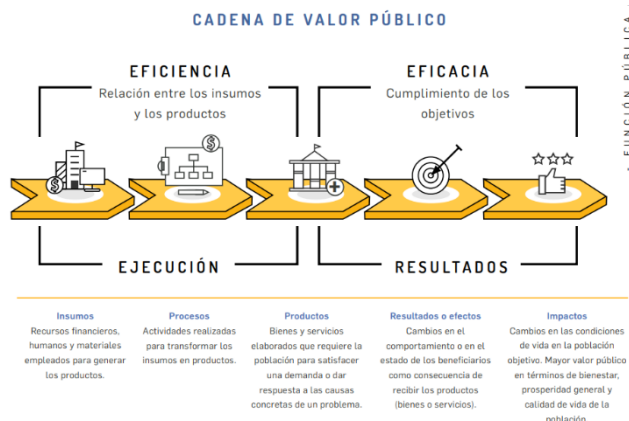 CADENA DE VALOR PÚBLICO
EFICIENCIA
Relación entre los insumos
y los productos
EFICACIA
Cumplimiento de los
objetivos
$
$
EJECUCIÓN
RESULTADOS
Insumos
Recursos financieros,
humanos y materiales
empleados para generar
los productos.
Procesos
Actividades realizadas
para transformar los
insumos en productos.
Productos
Bienes y servicios
elaborados que requiere la
población para satisfacer
una demanda o dar
respuesta a las causas
concretas de un problema.
Resultados o efectos
Cambios en el
comportamiento o en el
estado de los beneficiarios
como consecuencia de
recibir los productos
(bienes o servicios).
Impactos
Cambios en las condiciones
de vida en la población
objetivo. Mayor valor público
en términos de bienestar,
prosperidad general y
calidad de vida de la
población
FUNCIÓN PÚBLICA